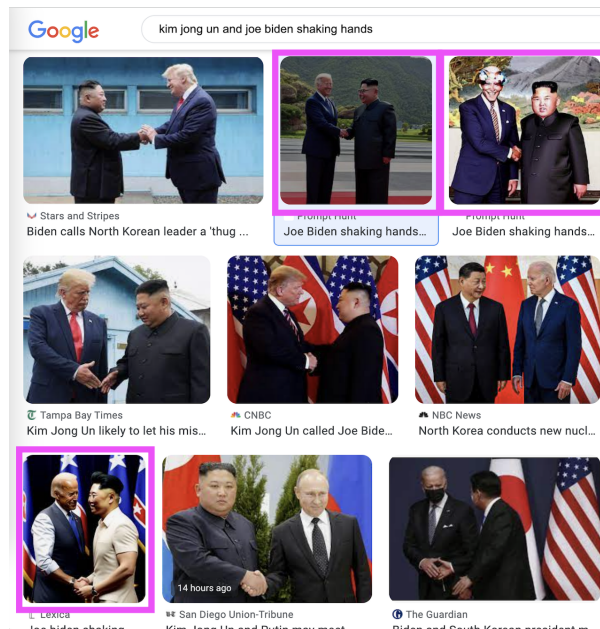 Google
kim jong un and joe biden shaking hands
Stars and Stripes
Biden calls North Korean leader a 'thug ...
Prompt Hunt
Joe Biden shaking hands...
Prompt Hunt
Joe Biden shaking hands...
Tampa Bay Times
Kim Jong Un likely to let his mis...
CNBC
Kim Jong Un called Joe Bide...
NBC News
North Korea conducts new nucl...
14 hours ago
Lexica
Joe biden shaking
San Diego Union-Tribune
Kim Jong Un and Putin may meet
The Guardian
Biden and South Korean president m